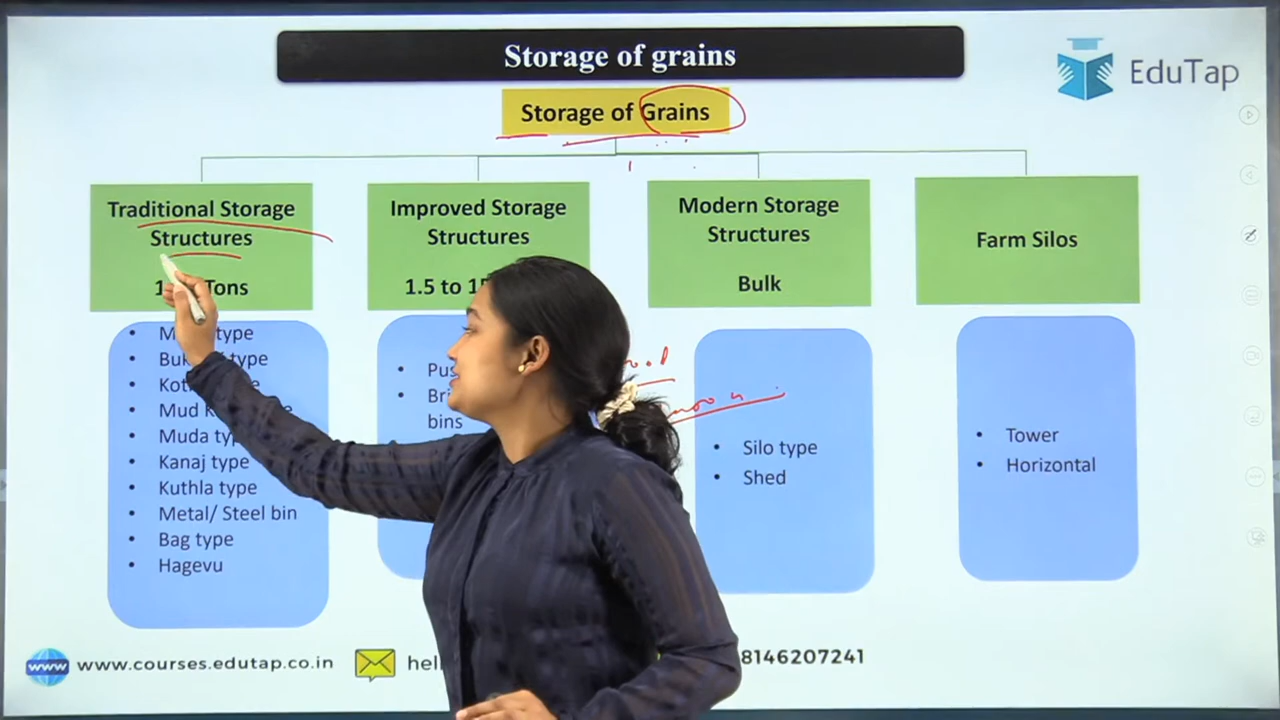 Storage of grains
EduTap
Storage of Grains
Traditional Storage
Structures
Tons
Improved Storage
Structures
1.5 to
Modern Storage
Structures
Bulk
Farm Silos
• type
• type
•
• Mud
• Muda
• Kanaj type
• Kuthla type
• Metal/ Steel bin
• Bag type
• Hagevu
•
•
bins
• Silo type
• Shed
• Tower
• Horizontal
www
www.courses.edutap.co.in
8146207241